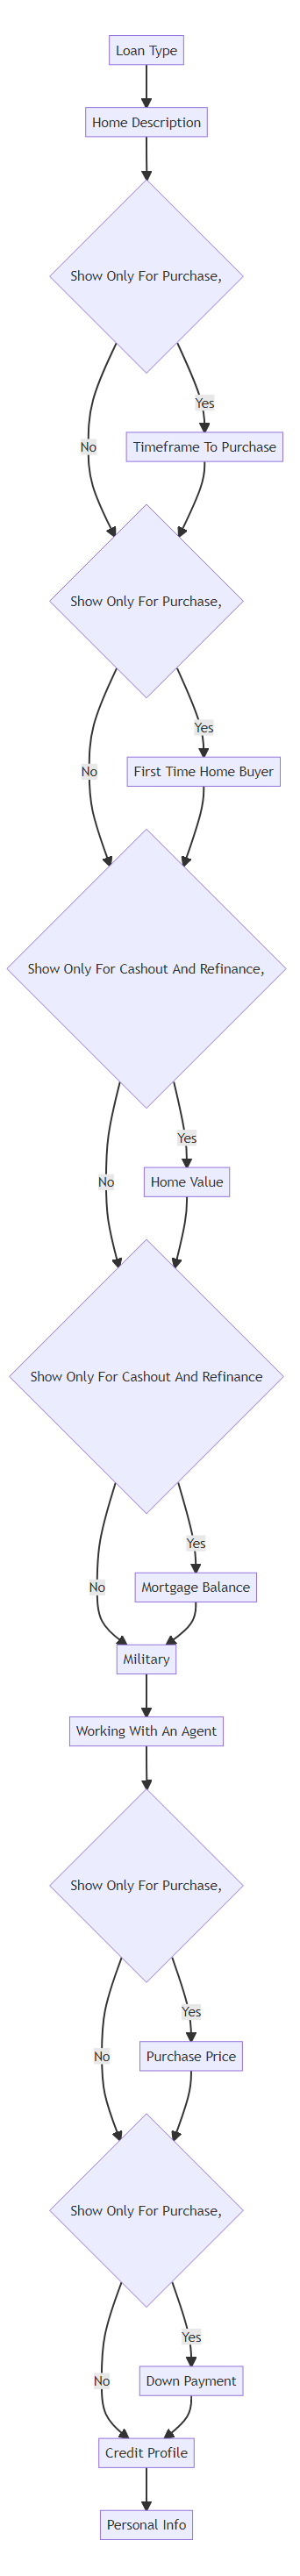 Loan Type
Home Description
Show Only For Purchase,
Yes
No
Timeframe To Purchase
Show Only For Purchase,
Yes
No
First Time Home Buyer
Show Only For Cashout And Refinance,
Yes
No
Home Value
Show Only For Cashout And Refinance
Yes
No
Mortgage Balance
Military
Working With An Agent
Show Only For Purchase,
Yes
No
Purchase Price
Show Only For Purchase,
Yes
No
Down Payment
Credit Profile
Personal Info